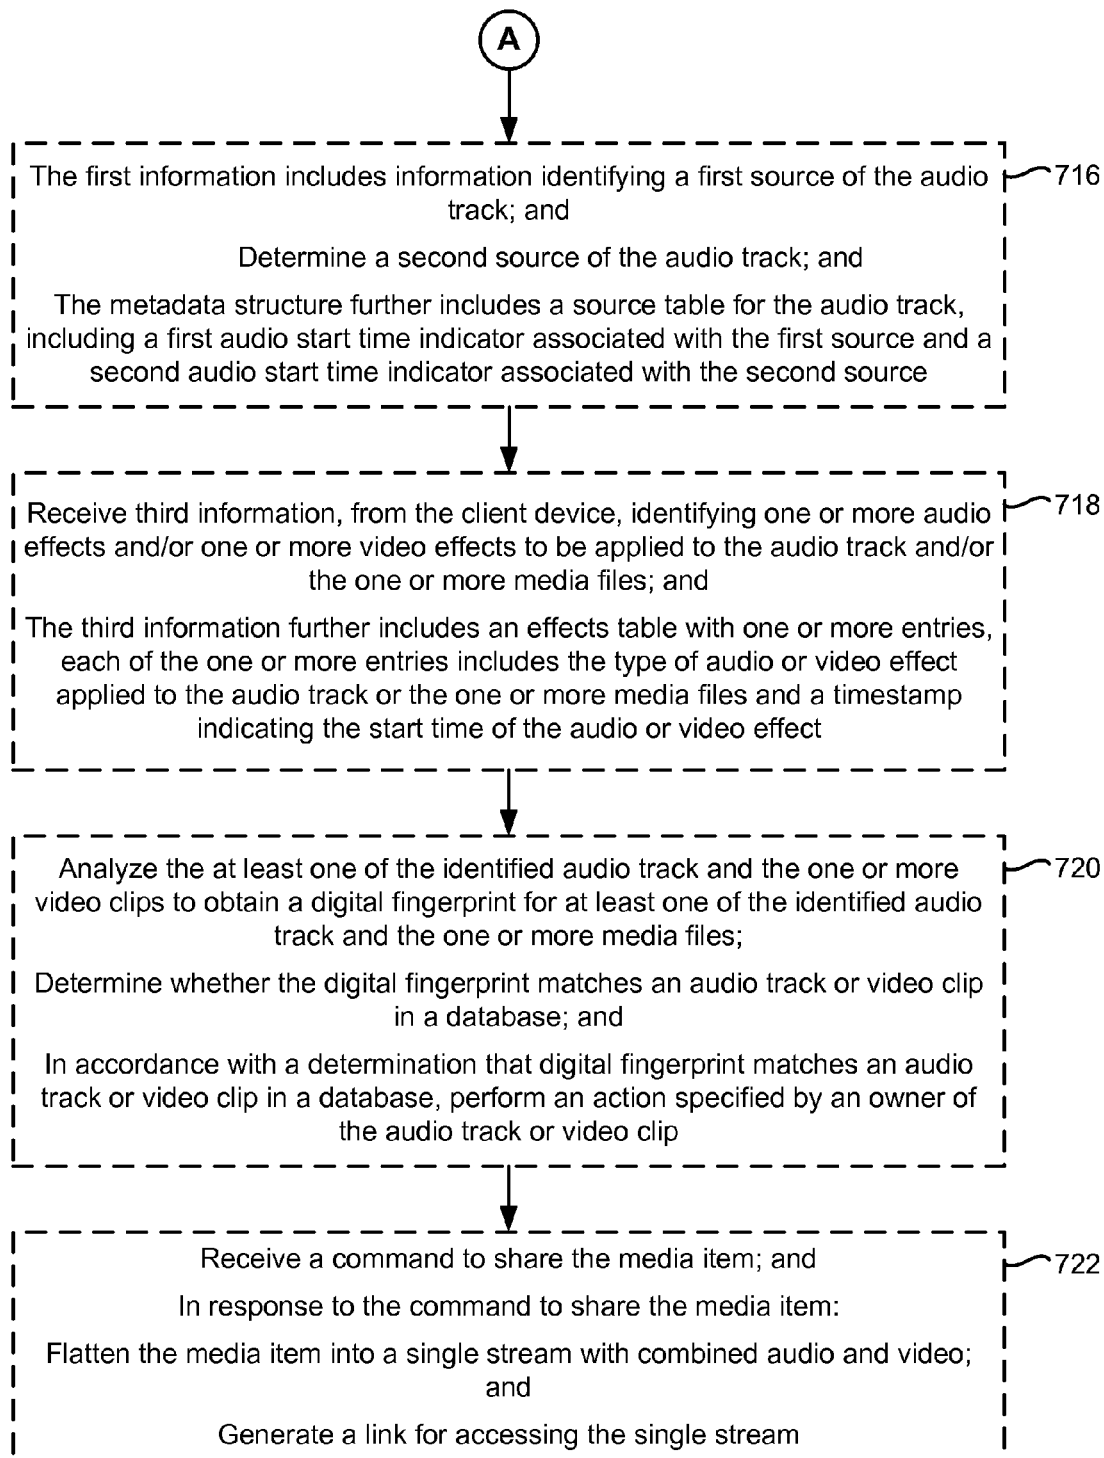 A
The first information includes information identifying a first source of the audio
track; and
Determine a second source of the audio track; and
The metadata structure further includes a source table for the audio track,
including a first audio start time indicator associated with the first source and a
second audio start time indicator associated with the second source
716
Receive third information, from the client device, identifying one or more audio
effects and/or one or more video effects to be applied to the audio track and/or
the one or more media files; and
The third information further includes an effects table with one or more entries,
each of the one or more entries includes the type of audio or video effect
applied to the audio track or the one or more media files and a timestamp
indicating the start time of the audio or video effect
718
Analyze the at least one of the identified audio track and the one or more
video clips to obtain a digital fingerprint for at least one of the identified audio
track and the one or more media files;
Determine whether the digital fingerprint matches an audio track or video clip
in a database; and
In accordance with a determination that digital fingerprint matches an audio
track or video clip in a database, perform an action specified by an owner of
the audio track or video clip
720
Receive a command to share the media item; and
In response to the command to share the media item:
Flatten the media item into a single stream with combined audio and video;
and
Generate a link for accessing the single stream
722